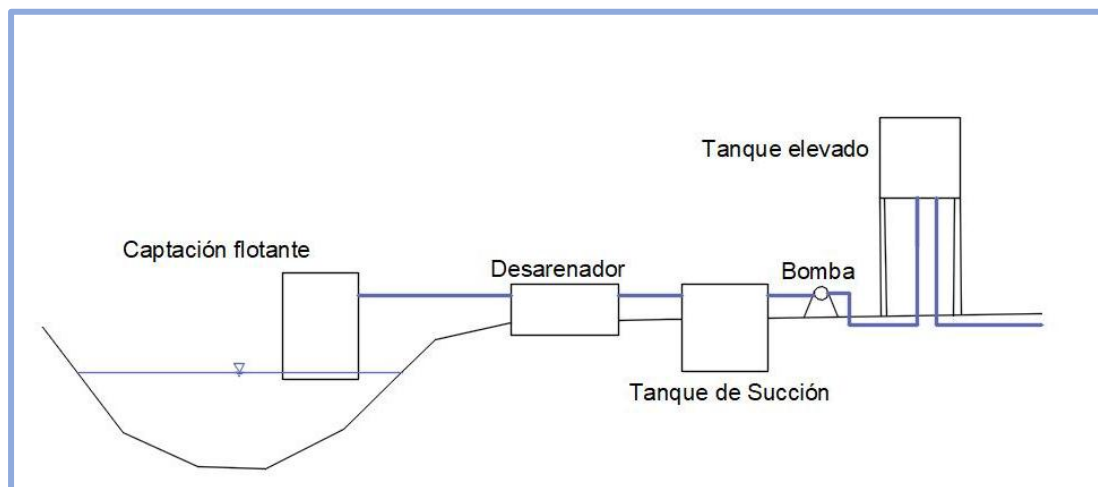 Tanque elevado
Captación flotante
Desarenador
Bomba
Tanque de Succión